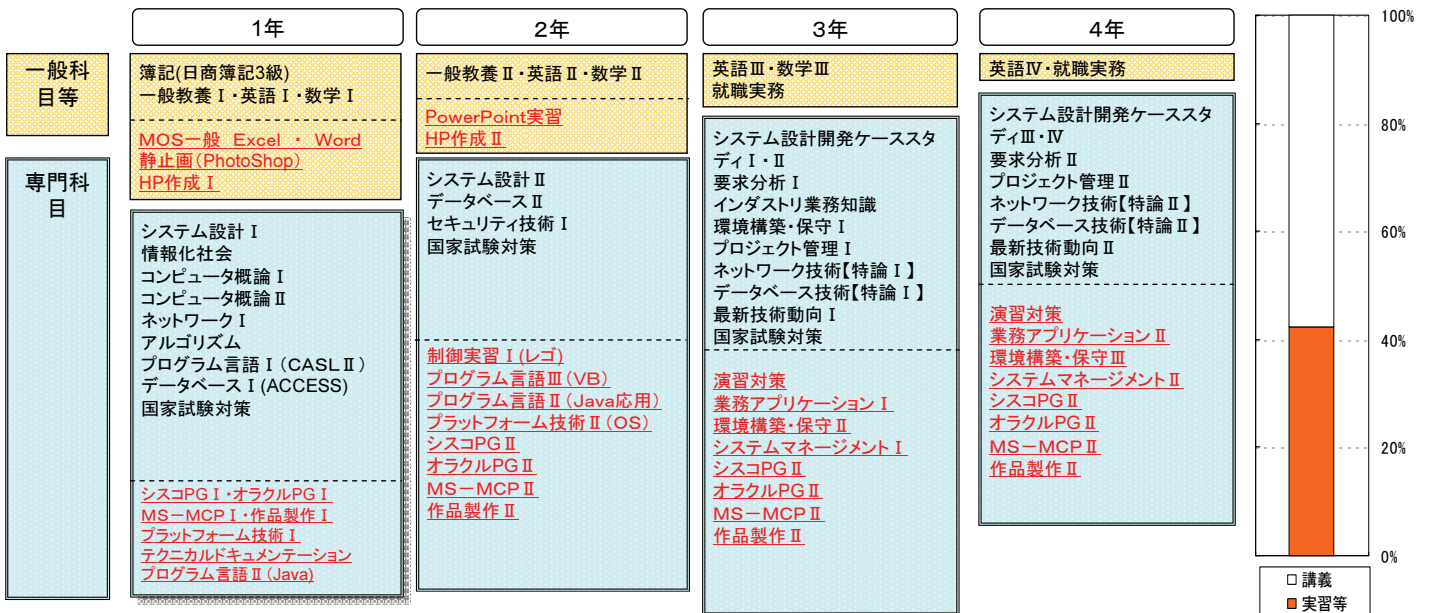 1年
2年
3年
4年
一般科
目等
簿記(日商簿記3級)
一般教養Ⅰ・英語Ⅰ・数学Ⅰ
MOS一般 Excel ・ Word
静止画(PhotoShop)
HP作成Ⅰ
一般教養Ⅱ・英語Ⅱ・数学Ⅱ
PowerPoint実習
HP作成Ⅱ
英語Ⅲ・数学Ⅲ
就職実務
英語Ⅳ・就職実務
専門科
目
システム設計Ⅰ
情報化社会
コンピュータ概論Ⅰ
コンピュータ概論Ⅱ
ネットワークⅠ
アルゴリズム
プログラム言語Ⅰ(CASLⅡ)
データベースⅠ(ACCESS)
国家試験対策
シスコPGⅠ・オラクルPGⅠ
MS-MCPⅠ・作品製作Ⅰ
プラットフォーム技術Ⅰ
テクニカルドキュメンテーション
プログラム言語Ⅱ(Java)
システム設計Ⅱ
データベースⅡ
セキュリティ技術Ⅰ
国家試験対策
制御実習Ⅰ(レゴ)
プログラム言語Ⅲ(VB)
プログラム言語Ⅱ(Java応用)
プラットフォーム技術Ⅱ(OS)
シスコPGⅡ
オラクルPGⅡ
MS-MCPⅡ
作品製作Ⅱ
システム設計開発ケーススタ
ディⅠ・Ⅱ
要求分析Ⅰ
インダストリ業務知識
環境構築・保守Ⅰ
プロジェクト管理Ⅰ
ネットワーク技術【特論Ⅰ】
データベース技術【特論Ⅰ】
最新技術動向Ⅰ
国家試験対策
演習対策
業務アプリケーションⅠ
環境構築・保守Ⅱ
システムマネージメントⅠ
シスコPGⅡ
オラクルPGⅡ
MS-MCPⅡ
作品製作Ⅱ
システム設計開発ケーススタ
ディⅢ・Ⅳ
要求分析Ⅱ
プロジェクト管理Ⅱ
ネットワーク技術【特論Ⅱ】
データベース技術【特論Ⅱ】
最新技術動向Ⅱ
国家試験対策
演習対策
業務アプリケーションⅡ
環境構築・保守Ⅲ
システムマネージメントⅡ
シスコPGⅡ
オラクルPGⅡ
MS-MCPⅡ
作品製作Ⅱ
100%
80%
60%
40%
20%
0%
講義
実習等